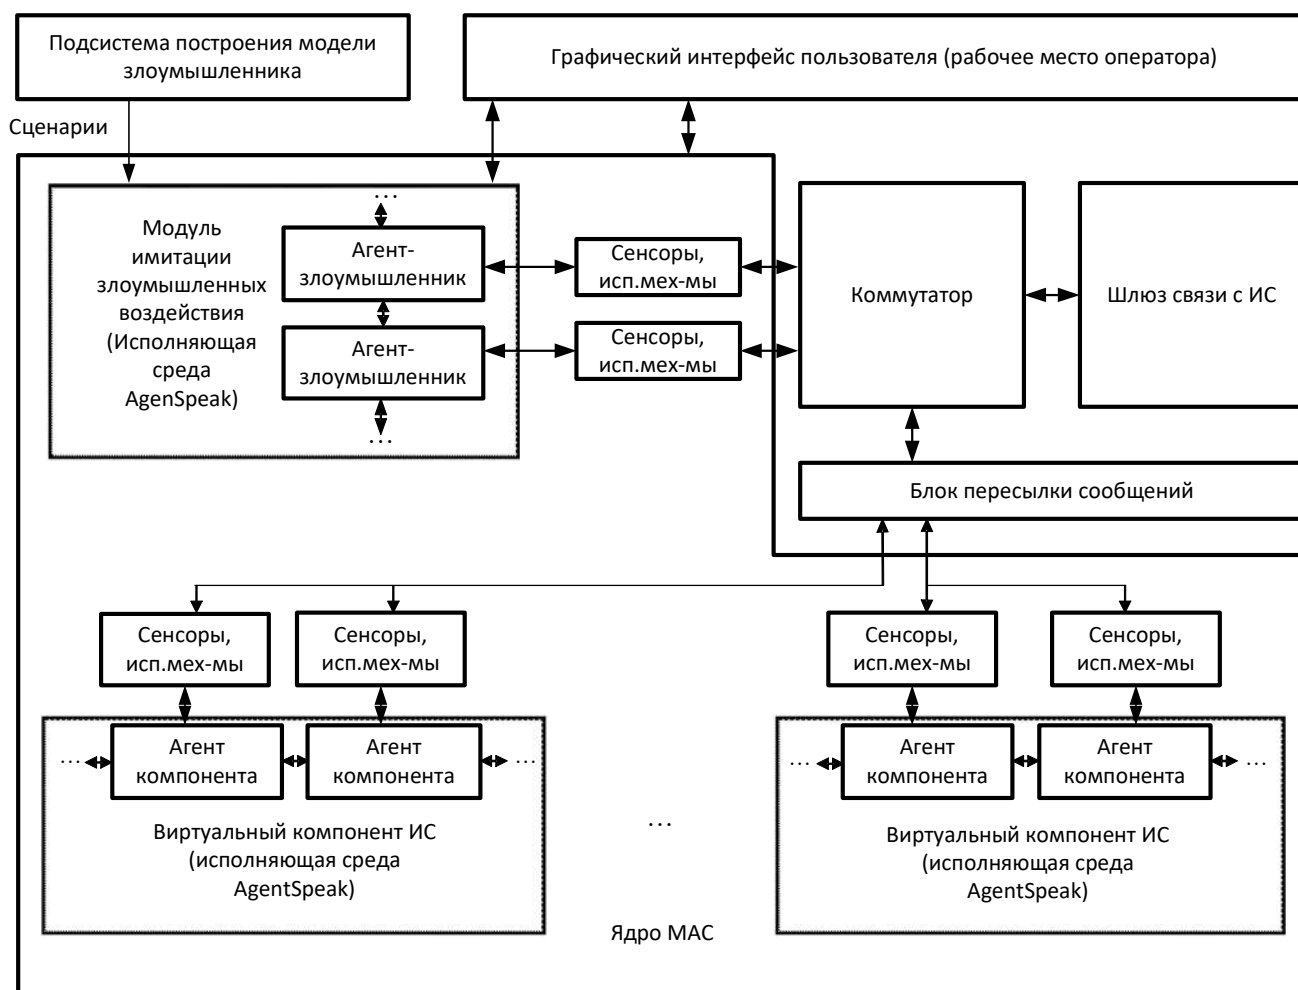 Подсистема построения модели
злоумышленника
Графический интерфейс пользователя (рабочее место оператора)
Сценарии
Модуль
имитации
злоумышленных
воздействия
(Исполняющая
среда
AgenSpeak)
...
Агент-
злоумышленник
Агент-
злоумышленник
...
Сенсоры,
исп.мех-мы
Сенсоры,
исп.мех-мы
Коммутатор
Шлюз связи с ИС
Блок пересылки сообщений
Сенсоры,
исп.мех-мы
Сенсоры,
исп.мех-мы
Сенсоры,
исп.мех-мы
Сенсоры,
исп.мех-мы
...
Агент
компонента
Агент
компонента
...
Виртуальный компонент ИС
(исполняющая среда
AgentSpeak)
...
...
Агент
компонента
Агент
компонента
...
Виртуальный компонент ИС
(исполняющая среда
AgentSpeak)
Ядро МАС